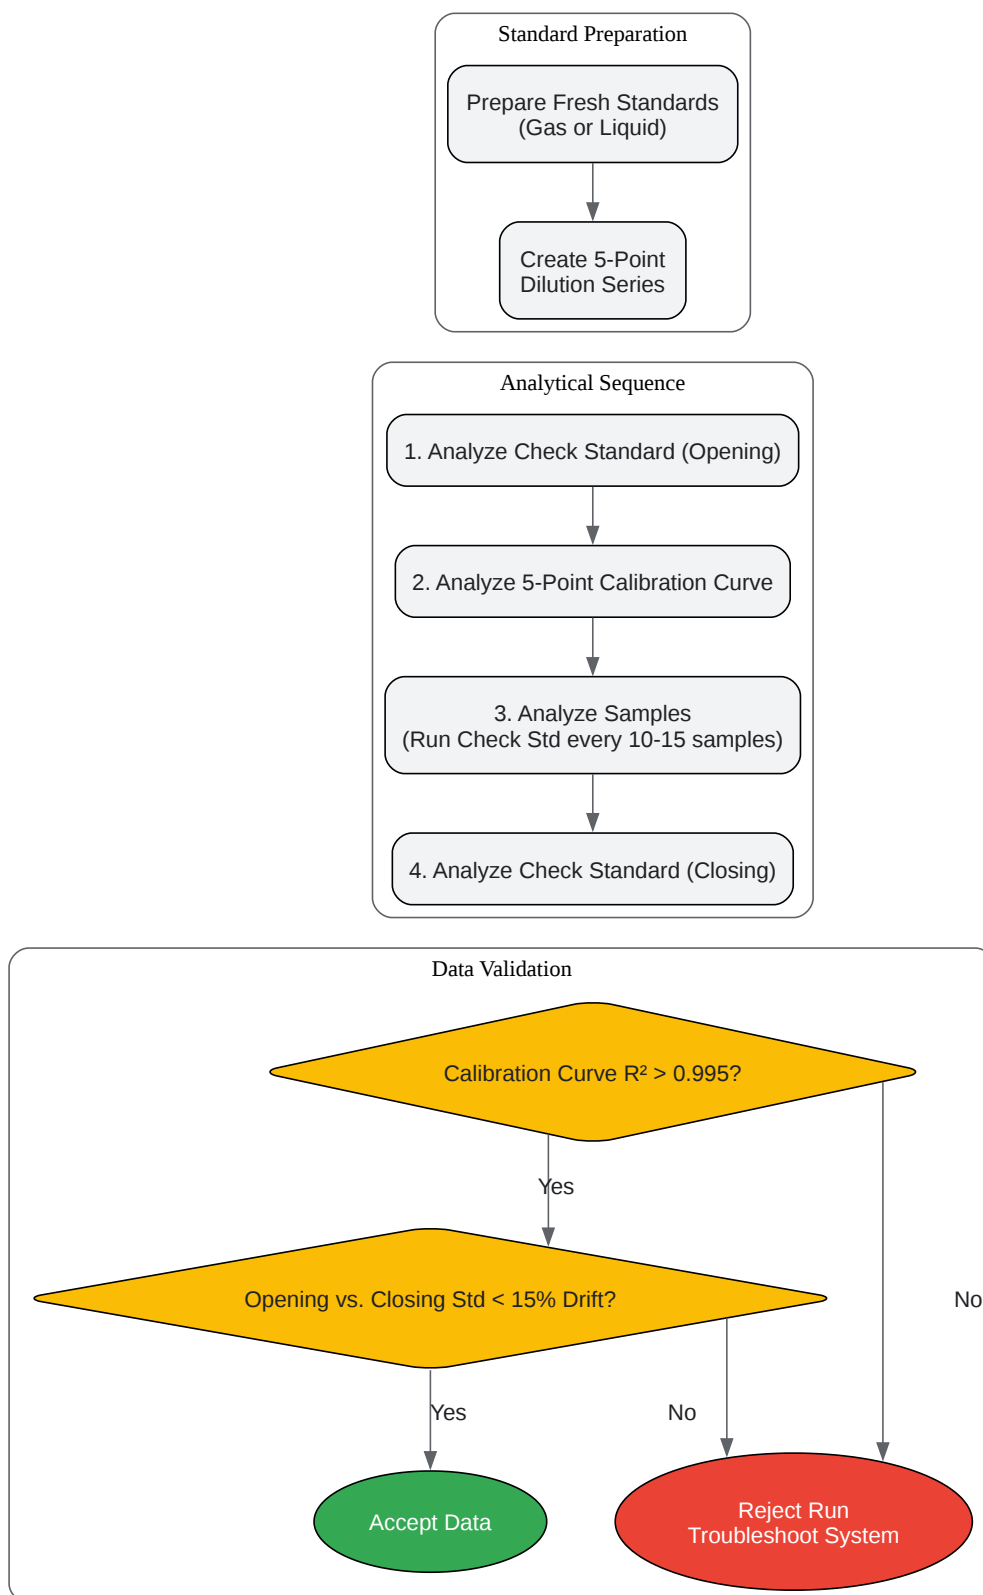 Standard Preparation
Prepare Fresh Standards
(Gas or Liquid)
Create 5-Point
Dilution Series
Analytical Sequence
1. Analyze Check Standard (Opening)
2. Analyze 5-Point Calibration Curve
3. Analyze Samples
(Run Check Std every 10-15 samples)
4. Analyze Check Standard (Closing)
Data Validation
Calibration Curve R² > 0.995?
Yes
Opening vs. Closing Std < 15% Drift?
No
Yes
No
Accept Data
Reject Run
Troubleshoot System